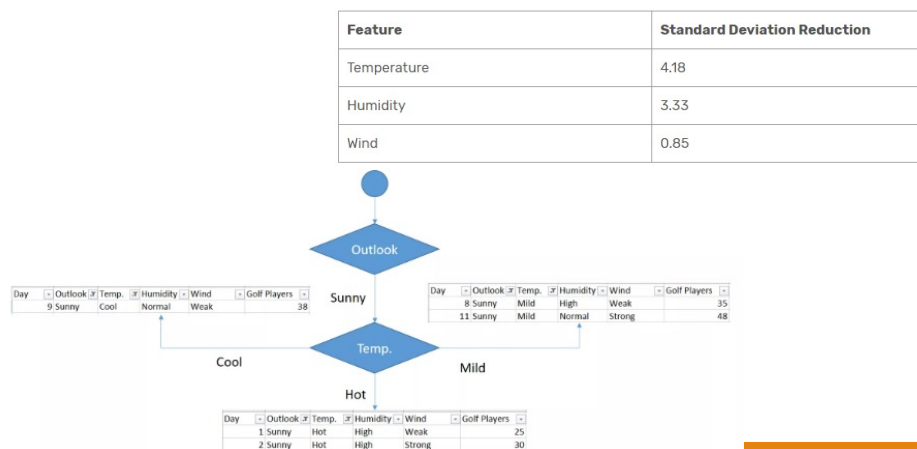 Feature Standard Deviation Reduction
Temperature 4.18
Humidity 3.33
Wind 0.85
Outlook
Sunny
Day Outlook Temp. Humidity Wind Golf Players
9 Sunny Cool Normal Weak 38
Day Outlook Temp. Humidity Wind Golf Players
8 Sunny Mild High Weak 35
11 Sunny Mild Normal Strong 48
Temp.
Cool
Mild
Hot
Day Outlook Temp. Humidity Wind Golf Players
1 Sunny Hot High Weak 25
2 Sunny Hot High Strong 30